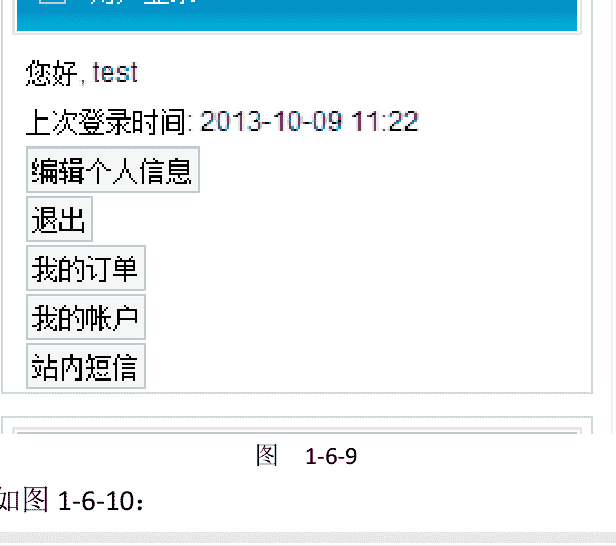 您好, test
上次登录时间: 2013-10-09 11:22
编辑个人信息
退出
我的订单
我的帐户
站内短信
图 1-6-9
如图 1-6-10：